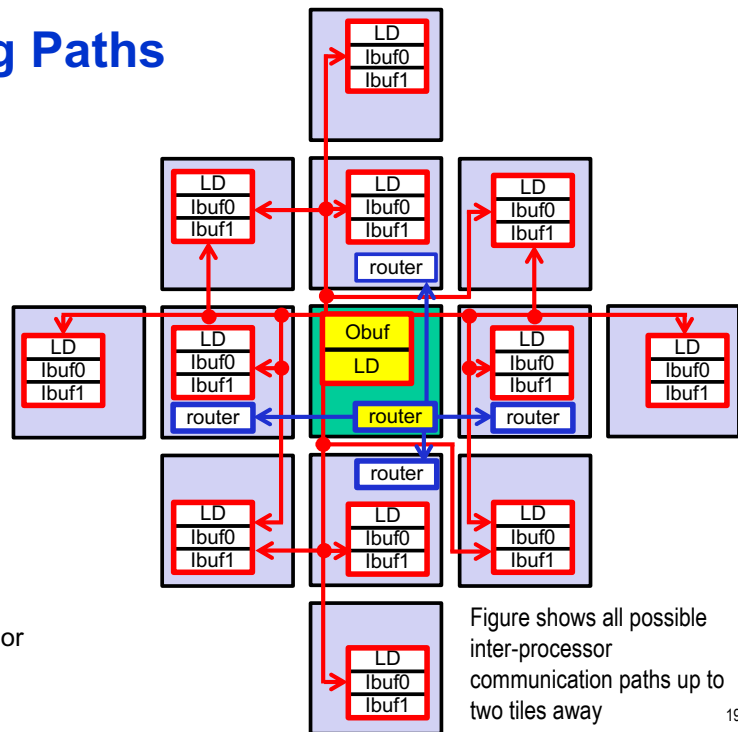 g Paths
LD
Ibuf0
Ibuf1
LD
Ibuf0
Ibuf1
LD
Ibuf0
Ibuf1
router
LD
Ibuf0
Ibuf1
LD
Ibuf0
Ibuf1
LD
Ibuf0
Ibuf1
router
Obuf
LD
router
LD
Ibuf0
Ibuf1
router
LD
Ibuf0
Ibuf1
LD
Ibuf0
Ibuf1
router
LD
Ibuf0
Ibuf1
LD
Ibuf0
Ibuf1
LD
Ibuf0
Ibuf1
or
Figure shows all possible
inter-processor
communication paths up to
two tiles away
19